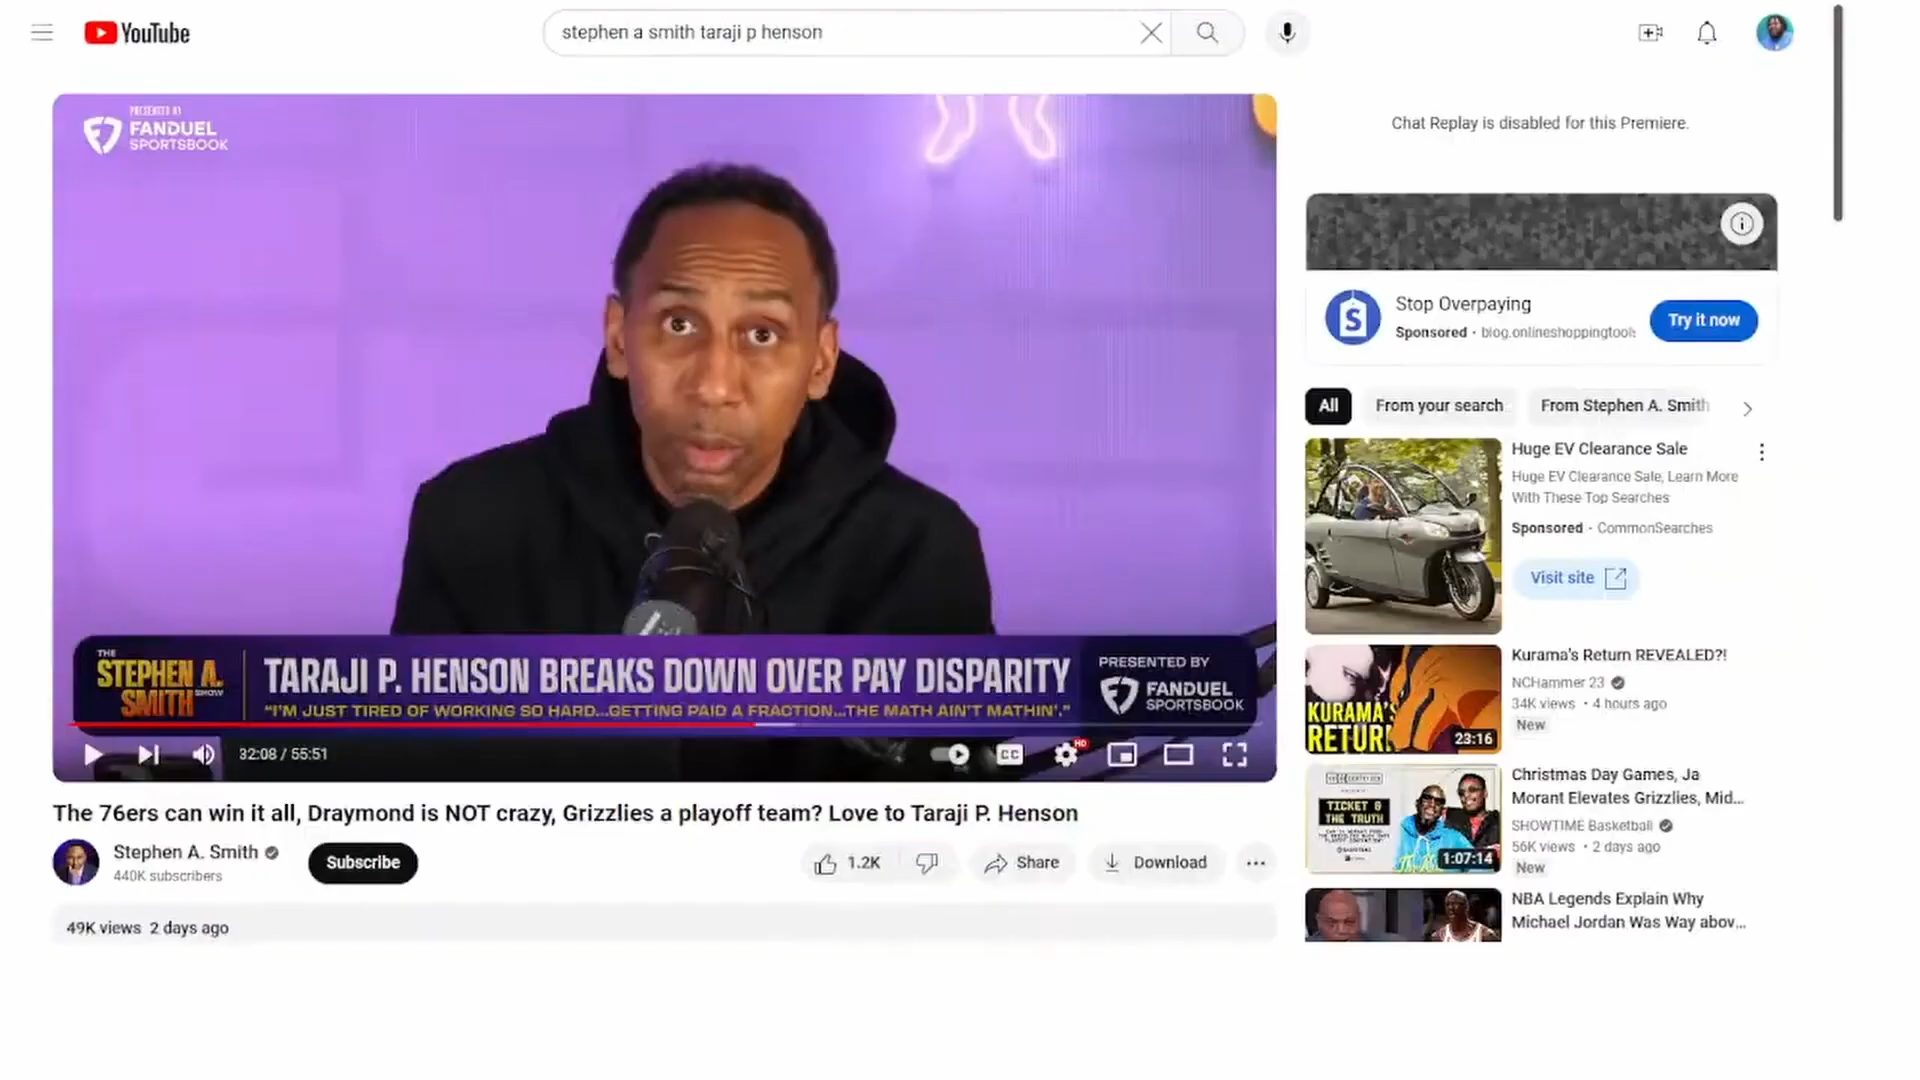 YouTube
stephen a smith taraji p henson
PRESENTED BY
FANDUEL
SPORTSBOOK
THE
STEPHEN A.
SMITH SHOW
TARAJI P. HENSON BREAKS DOWN OVER PAY DISPARITY
"I'M JUST TIRED OF WORKING SO HARD...GETTING PAID A FRACTION...THE MATH AIN'T MATHIN'."
PRESENTED BY
FANDUEL
SPORTSBOOK
32:08 / 55:51
CC
HD
The 76ers can win it all, Draymond is NOT crazy, Grizzlies a playoff team? Love to Taraji P. Henson
Stephen A. Smith
440K subscribers
Subscribe
1.2K
Share
Download
49K views 2 days ago
Chat Replay is disabled for this Premiere.
S
Stop Overpaying
Sponsored · blog.onlineshoppingtools
Try it now
All
From your search
From Stephen A. Smith
Huge EV Clearance Sale
Huge EV Clearance Sale, Learn More
With These Top Searches
Sponsored · CommonSearches
Visit site
KURAMA'S
RETURN
23:16
Kurama's Return REVEALED?!
NCHammer 23
34K views • 4 hours ago
New
TICKET &
THE TRUTH
1:07:14
Christmas Day Games, Ja
Morant Elevates Grizzlies, Mid...
SHOWTIME Basketball
56K views • 2 days ago
New
NBA Legends Explain Why
Michael Jordan Was Way abov...